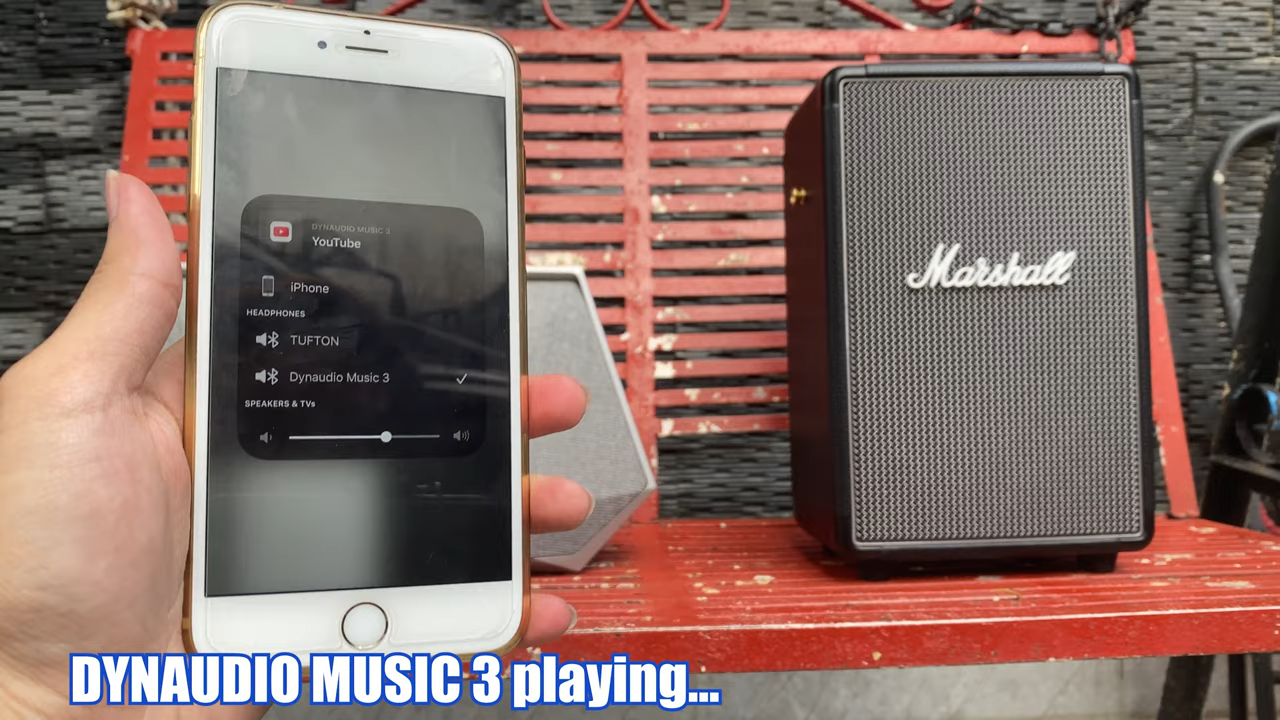 DYNAUDIO MUSIC 3
YouTube
iPhone
HEADPHONES
TUFTON
Dynaudio Music 3
SPEAKERS & TVs
Marshall
DYNAUDIO MUSIC 3 playing...